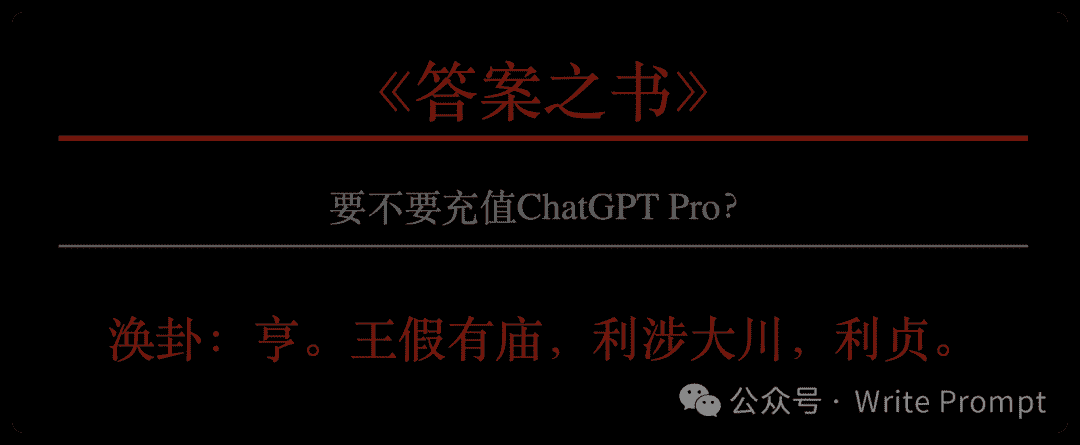 《答案之书》
要不要充值ChatGPT Pro?
涣卦：亨。王假有庙，利涉大川，利贞。
公众号 · Write Prompt